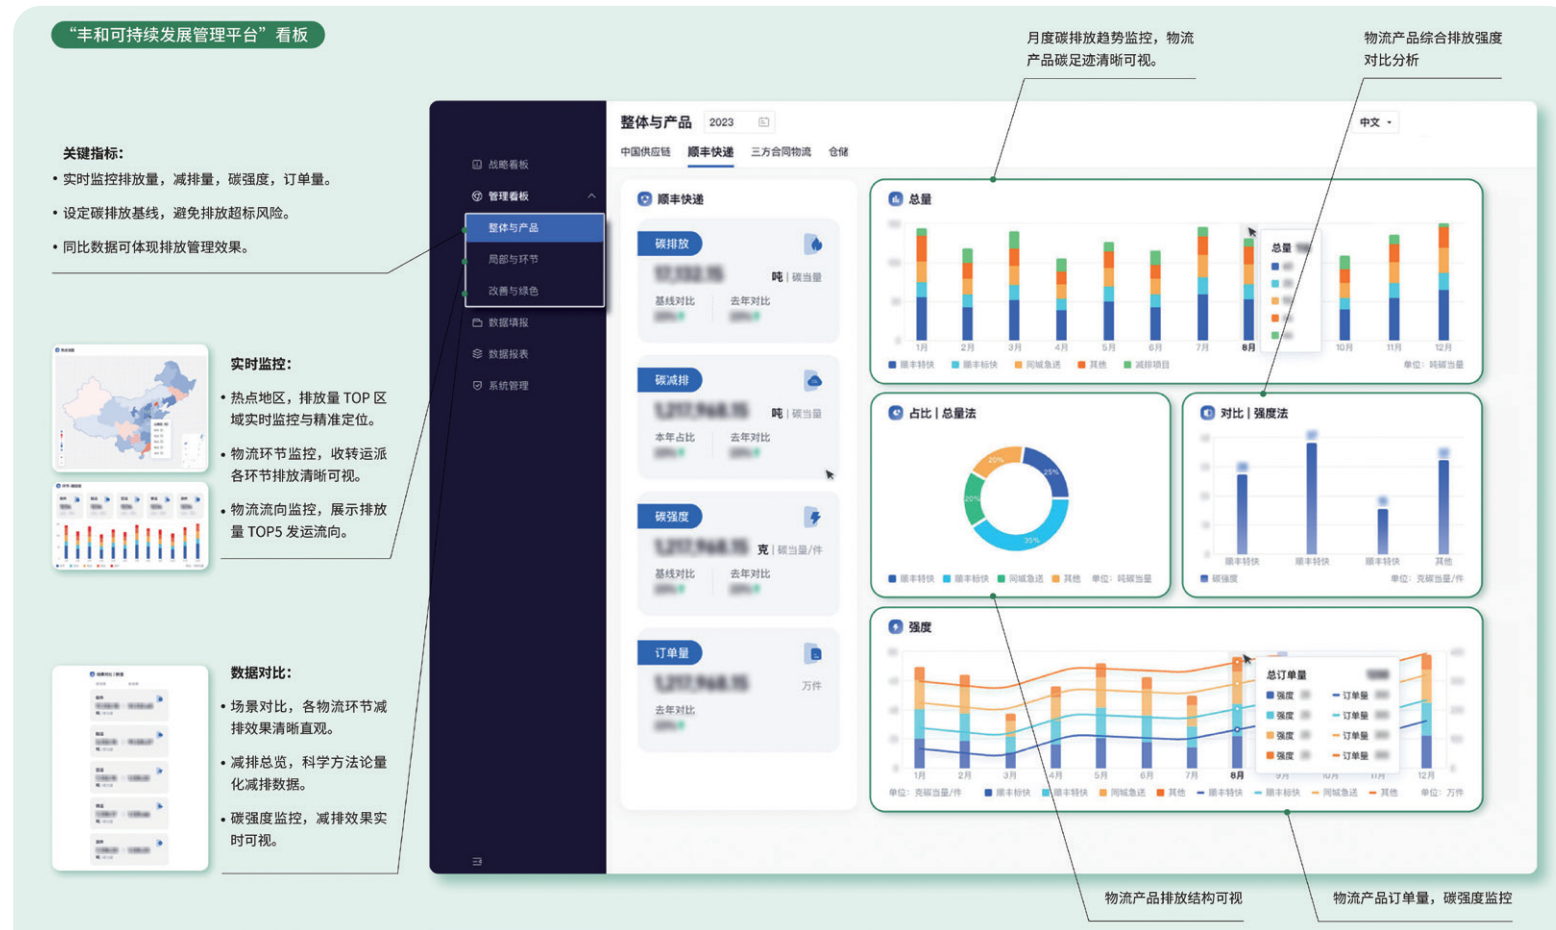 “丰和可持续发展管理平台”看板
月度碳排放趋势监控，物流
产品碳足迹清晰可视。
物流产品综合排放强度
对比分析
关键指标：
• 实时监控排放量，减排量，碳强度，订单量。
• 设定碳排放基线，避免排放超标风险。
• 同比数据可体现排放管理效果。
实时监控：
• 热点地区，排放量 TOP 区
域实时监控与精准定位。
• 物流环节监控，收转运派
各环节排放清晰可视。
• 物流流向监控，展示排放
量 TOP5 发运流向。
数据对比：
• 场景对比，各物流环节减
排效果清晰直观。
• 减排总览，科学方法论量
化减排数据。
• 碳强度监控，减排效果实
时可视。
战略看板
管理看板
整体与产品
局部与环节
改善与绿色
数据填报
数据报表
系统管理
整体与产品 2023
中文
中国供应链 顺丰快递 三方合同物流 仓储
顺丰快递
碳排放
吨 | 碳当量
基线对比 去年对比
碳减排
吨 | 碳当量
本年占比 去年对比
碳强度
克 | 碳当量/件
基线对比 去年对比
订单量
万件
去年对比
总量
总量
1月 2月 3月 4月 5月 6月 7月 8月 10月 11月 12月
顺丰特快 顺丰标快 同城急送 其他 减排项目 单位：吨碳当量
占比 | 总量法
20% 25%
20%
35%
顺丰特快 顺丰标快 同城急送 其他 单位：吨碳当量
对比 | 强度法
顺丰特快 顺丰特快 顺丰特快 其他
碳强度 单位：克碳当量/件
强度
总订单量
强度 订单量
强度 订单量
强度 订单量
强度 订单量
1月 2月 3月 4月 5月 6月 7月 8月 9月 10月 11月 12月
单位：克碳当量/件 顺丰标快 顺丰特快 同城急送 其他 顺丰特快 顺丰标快 同城急送 其他 单位：万件
物流产品排放结构可视
物流产品订单量，碳强度监控